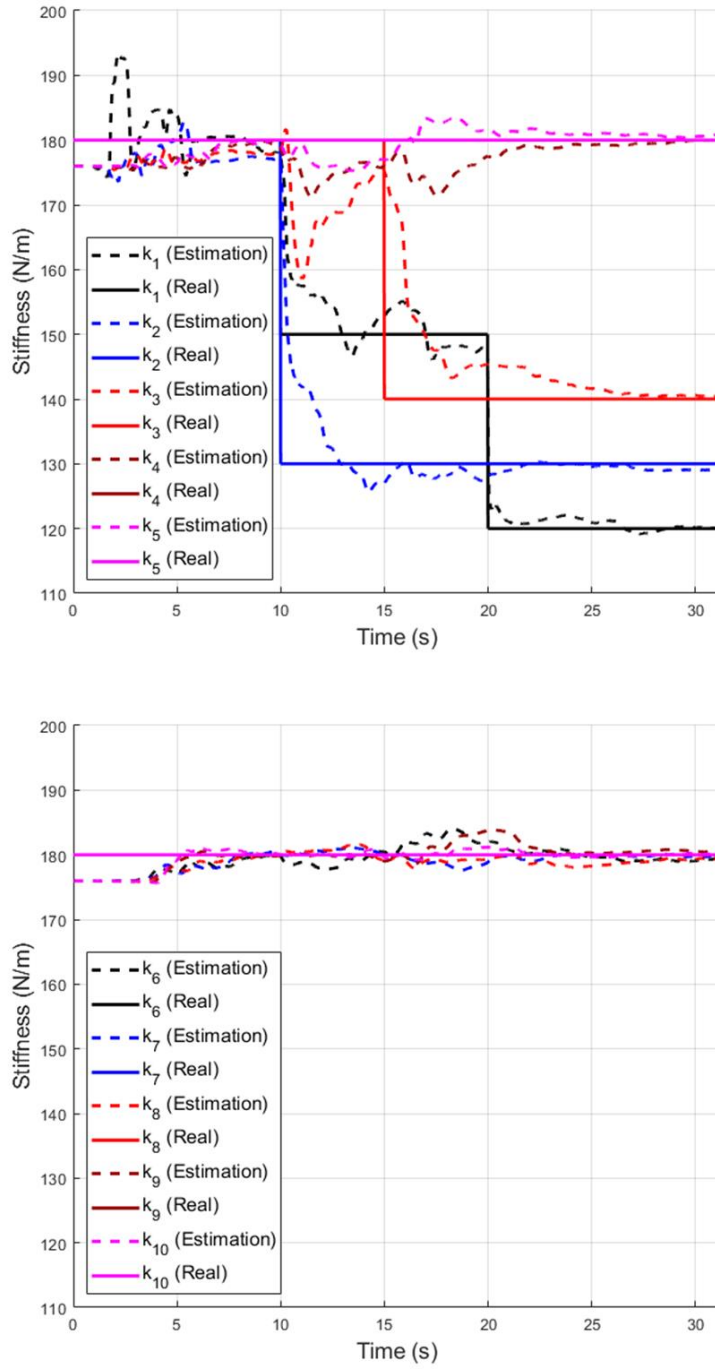 200
190
180
170
160
150
140
130
120
110
Stiffness (N/m)
k₁ (Estimation)
k₁ (Real)
k₂ (Estimation)
k₂ (Real)
k₃ (Estimation)
k₃ (Real)
k₄ (Estimation)
k₄ (Real)
k₅ (Estimation)
k₅ (Real)
0 5 10 15 20 25 30
Time (s)
200
190
180
170
160
150
140
130
120
110
Stiffness (N/m)
k₆ (Estimation)
k₆ (Real)
k₇ (Estimation)
k₇ (Real)
k₈ (Estimation)
k₈ (Real)
k₉ (Estimation)
k₉ (Real)
k₁₀ (Estimation)
k₁₀ (Real)
0 5 10 15 20 25 30
Time (s)